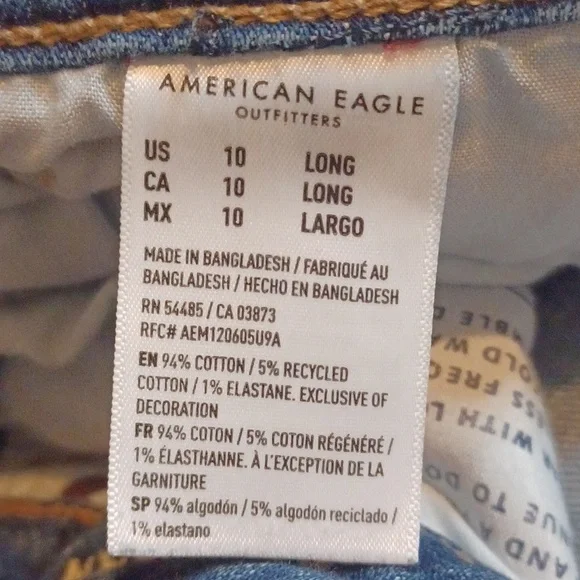 AMERICAN EAGLE
OUTFITTERS
US 10 LONG
CA 10 LONG
MX 10 LARGO
MADE IN BANGLADESH / FABRIQUÉ AU
BANGLADESH / HECHO EN BANGLADESH
RN 54485 / CA 03873
RFC# AEM120605U9A
EN 94% COTTON / 5% RECYCLED
COTTON / 1% ELASTANE. EXCLUSIVE OF
DECORATION
FR 94% COTON / 5% COTON RÉGÉNÉRÉ /
1% ÉLASTHANNE. À L'EXCEPTION DE LA
GARNITURE
SP 94% algodón / 5% algodón reciclado /
1% elastano